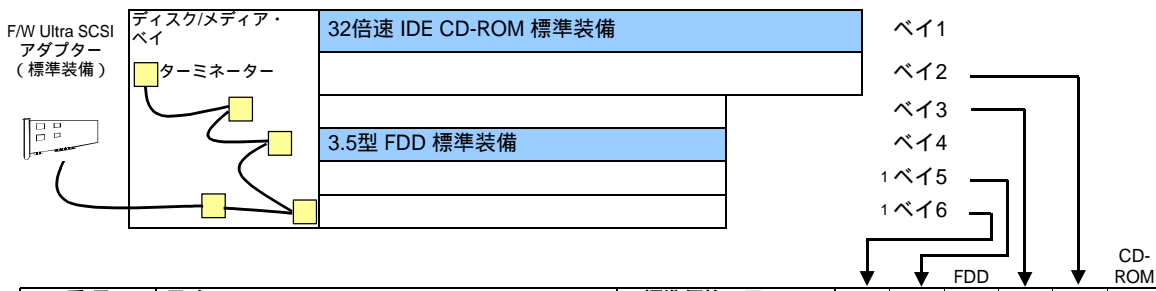 F/W Ultra SCSI
アダプター
(標準装備)
ディスク/メディア・
ベイ
ターミネーター
32倍速 IDE CD-ROM 標準装備
3.5型 FDD 標準装備
ベイ1
ベイ2
ベイ3
ベイ4
1 ベイ5
1 ベイ6
FDD
CD-
ROM